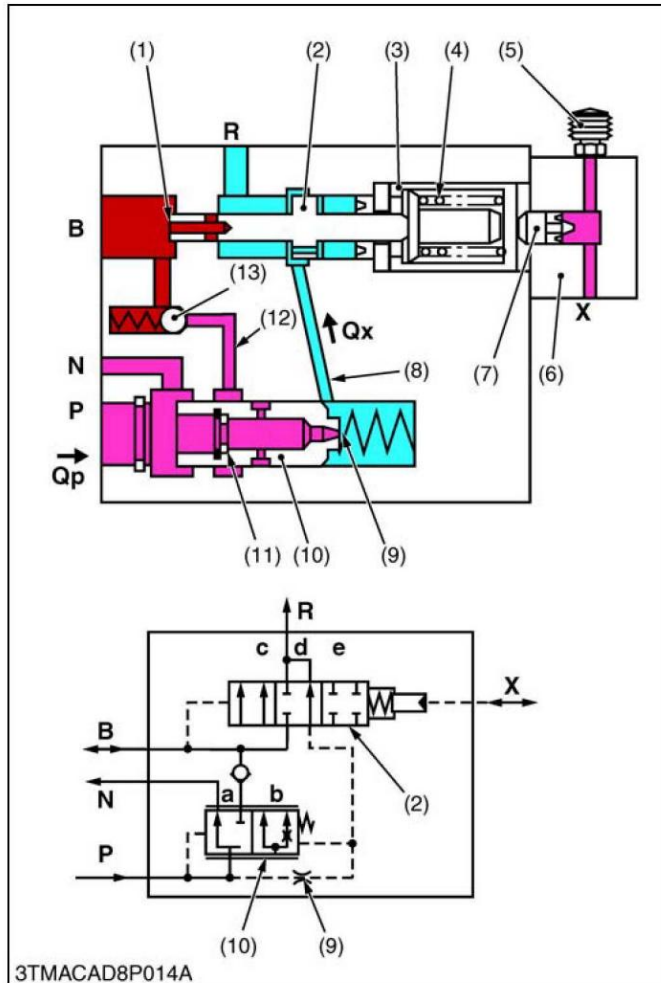 (1) (2) (3) (4) (5)
R
B
(13)
N (12) Qx
P (8) X (7) (6)
Qp
(11) (10) (9)
R
c d e
X
B
N (2)
a b
P
(10) (9)
3TMACAD8P014A